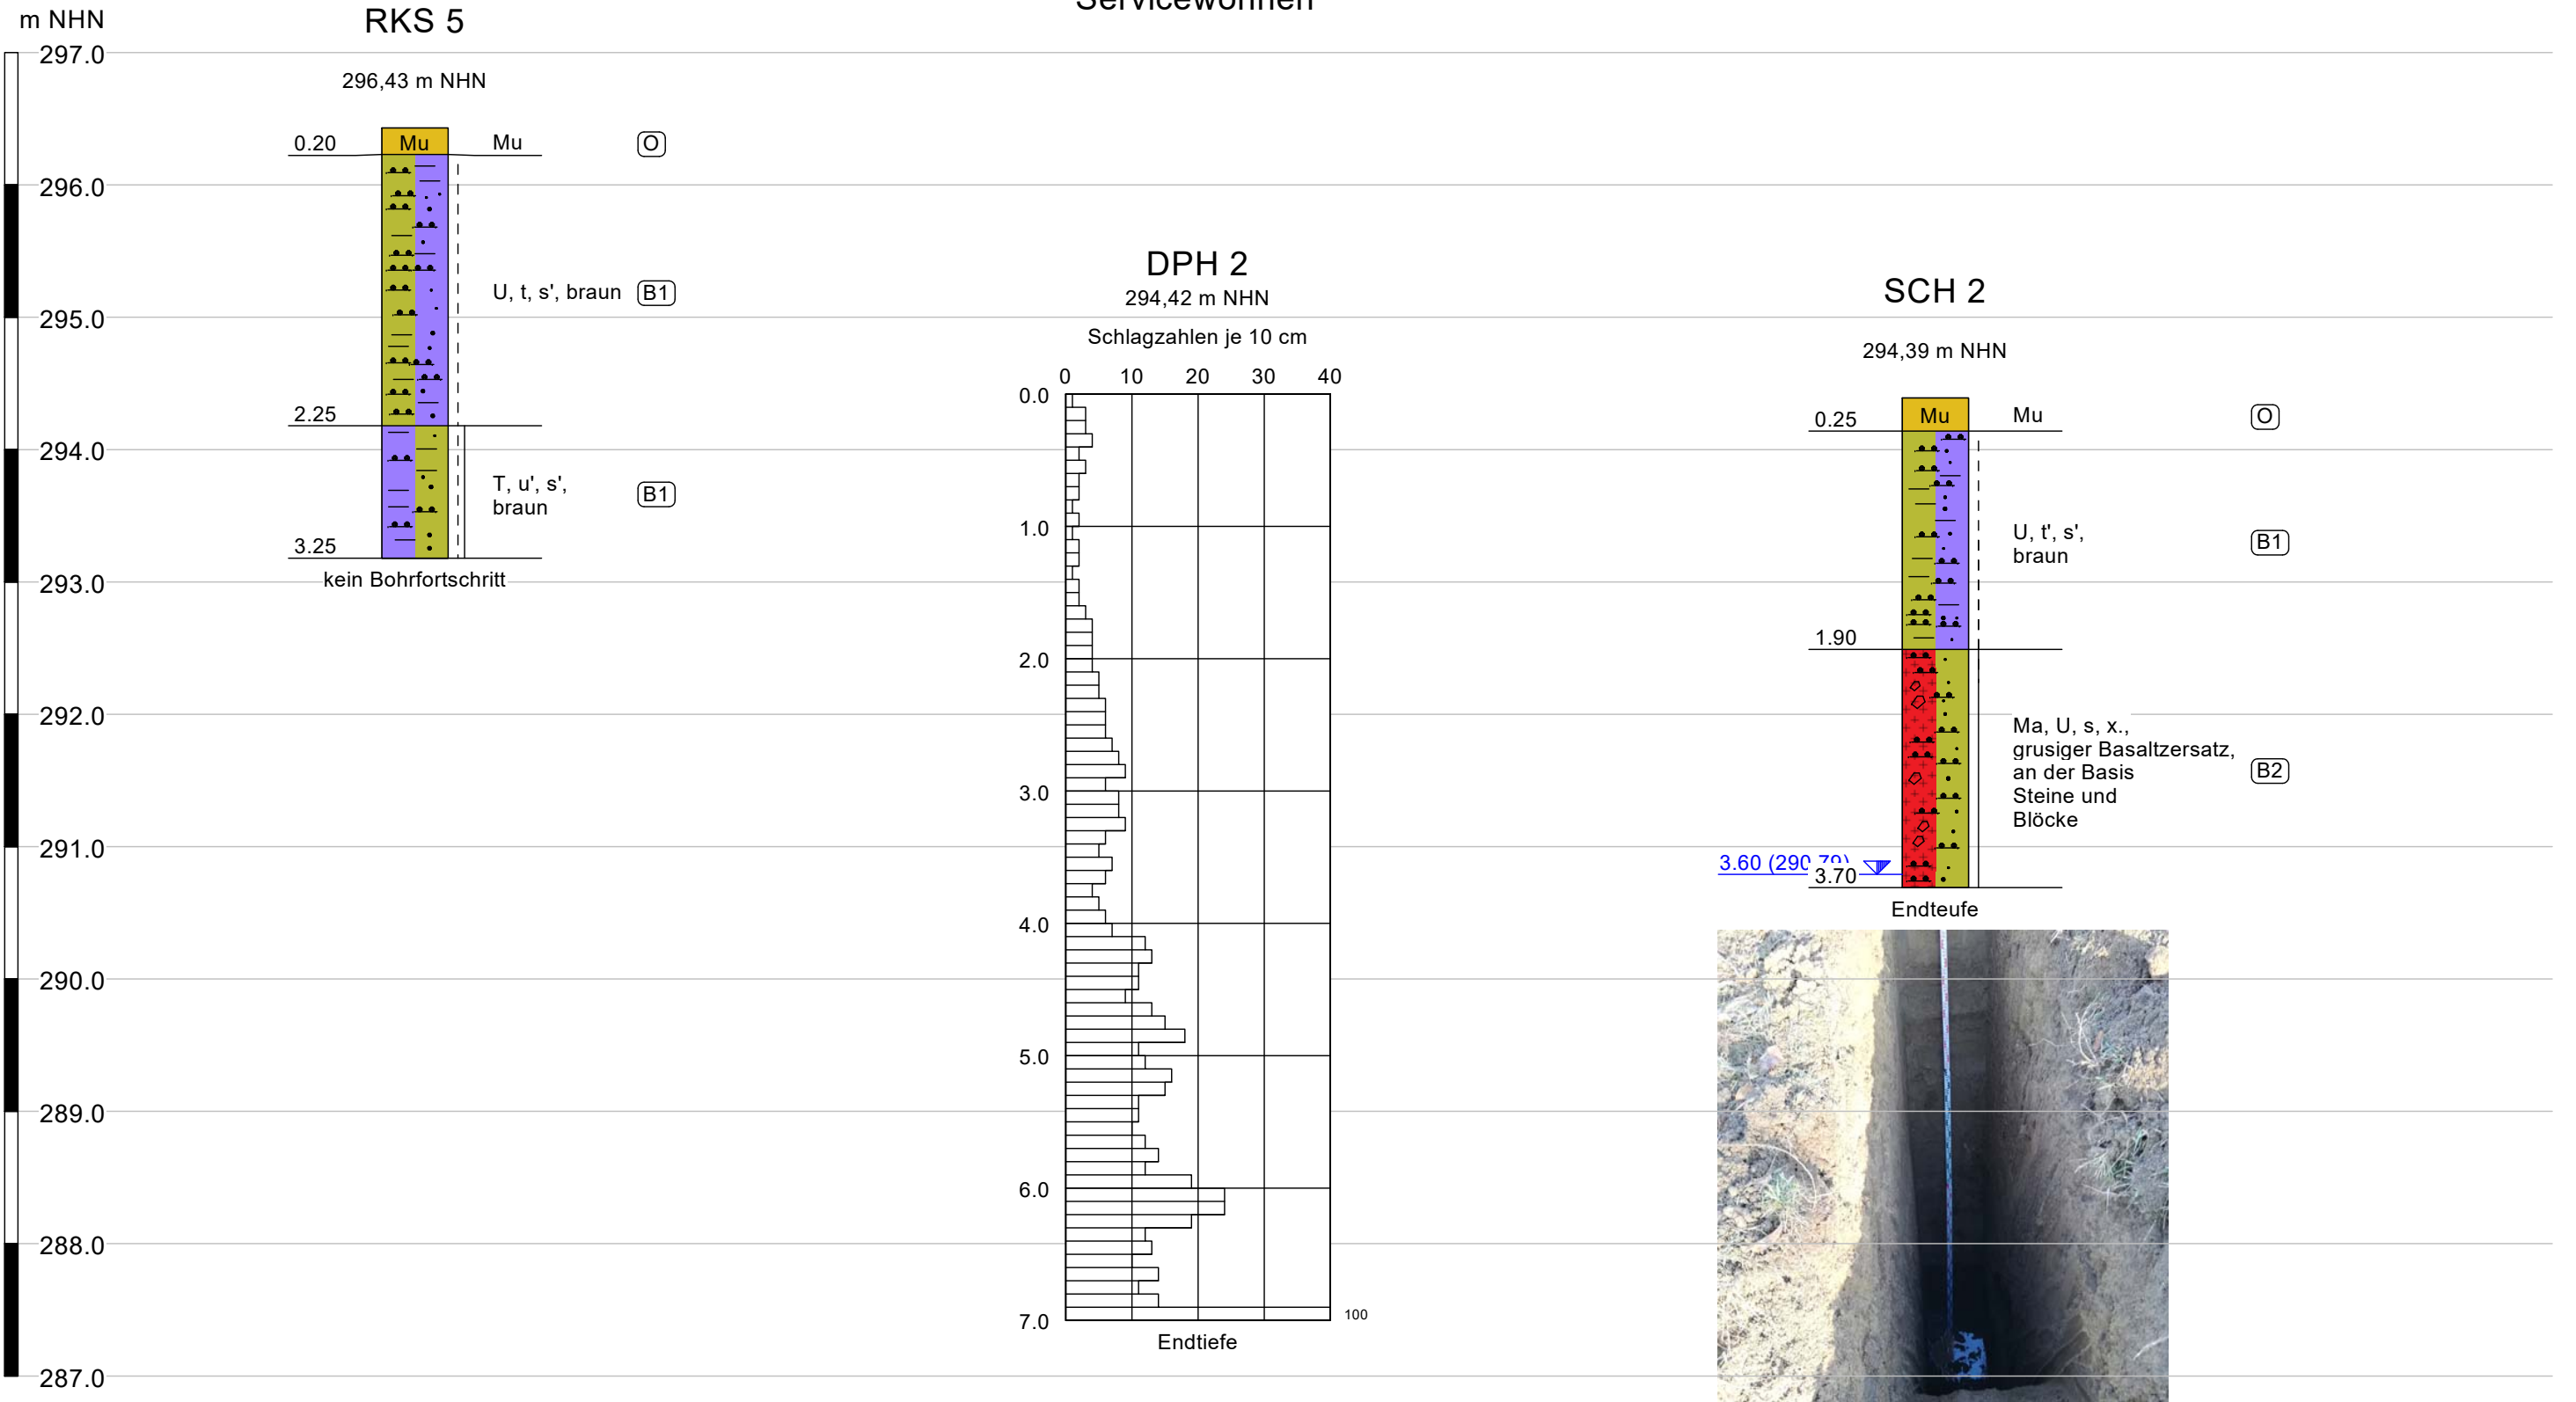 Servicewohnen
m NHN
297.0
296.0
295.0
294.0
293.0
292.0
291.0
290.0
289.0
288.0
287.0
RKS 5
296,43 m NHN
0.20
Mu
Mu
O
U, t, s', braun
B1
2.25
T, u', s',
braun
B1
3.25
kein Bohrfortschritt
DPH 2
294,42 m NHN
Schlagzahlen je 10 cm
0 10 20 30 40
0.0
1.0
2.0
3.0
4.0
5.0
6.0
7.0
100
Endtiefe
SCH 2
294,39 m NHN
0.25
Mu
Mu
O
U, t', s',
braun
B1
1.90
Ma, U, s, x.,
grusiger Basaltzersatz,
an der Basis
Steine und
Blöcke
B2
3.60 (290.79)
3.70
Endteufe